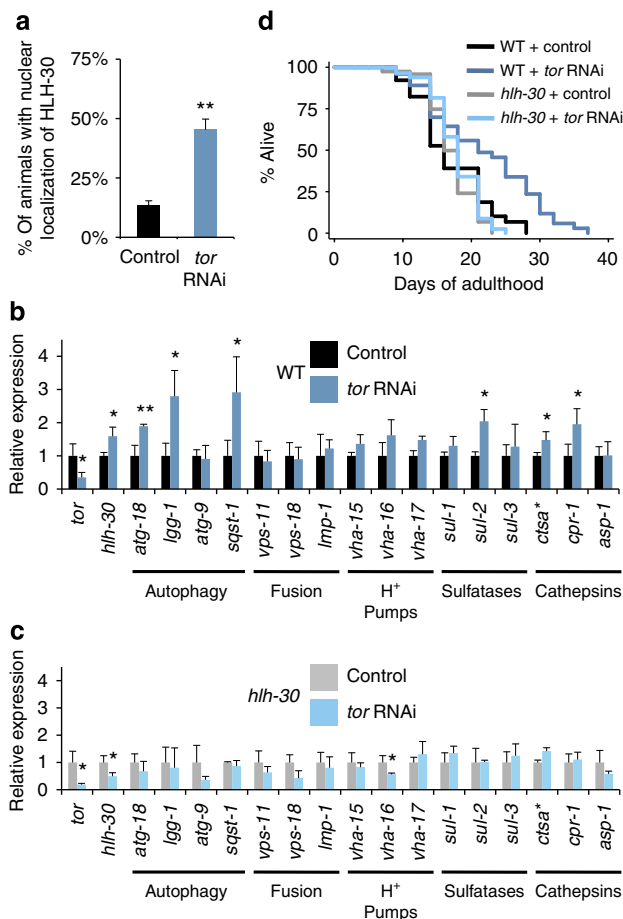 a
% Of animals with nuclear
localization of HLH-30
75%
50%
25%
0%
**
Control
tor
RNAi
d
WT + control
WT + tor RNAi
hlh-30 + control
hlh-30 + tor RNAi
% Alive
100
75
50
25
0
0
10
20
30
40
Days of adulthood
b
Relative expression
4
3
2
1
0
WT
Control
tor RNAi
*
*
**
*
*
*
*
*
tor
hlh-30
atg-18
lgg-1
atg-9
sqst-1
vps-11
vps-18
lmp-1
vha-15
vha-16
vha-17
sul-1
sul-2
sul-3
ctsa*
cpr-1
asp-1
Autophagy
Fusion
H+
Pumps
Sulfatases
Cathepsins
c
Relative expression
4
3
2
1
0
hlh-30
Control
tor RNAi
*
*
*
tor
hlh-30
atg-18
lgg-1
atg-9
sqst-1
vps-11
vps-18
lmp-1
vha-15
vha-16
vha-17
sul-1
sul-2
sul-3
ctsa*
cpr-1
asp-1
Autophagy
Fusion
H+
Pumps
Sulfatases
Cathepsins